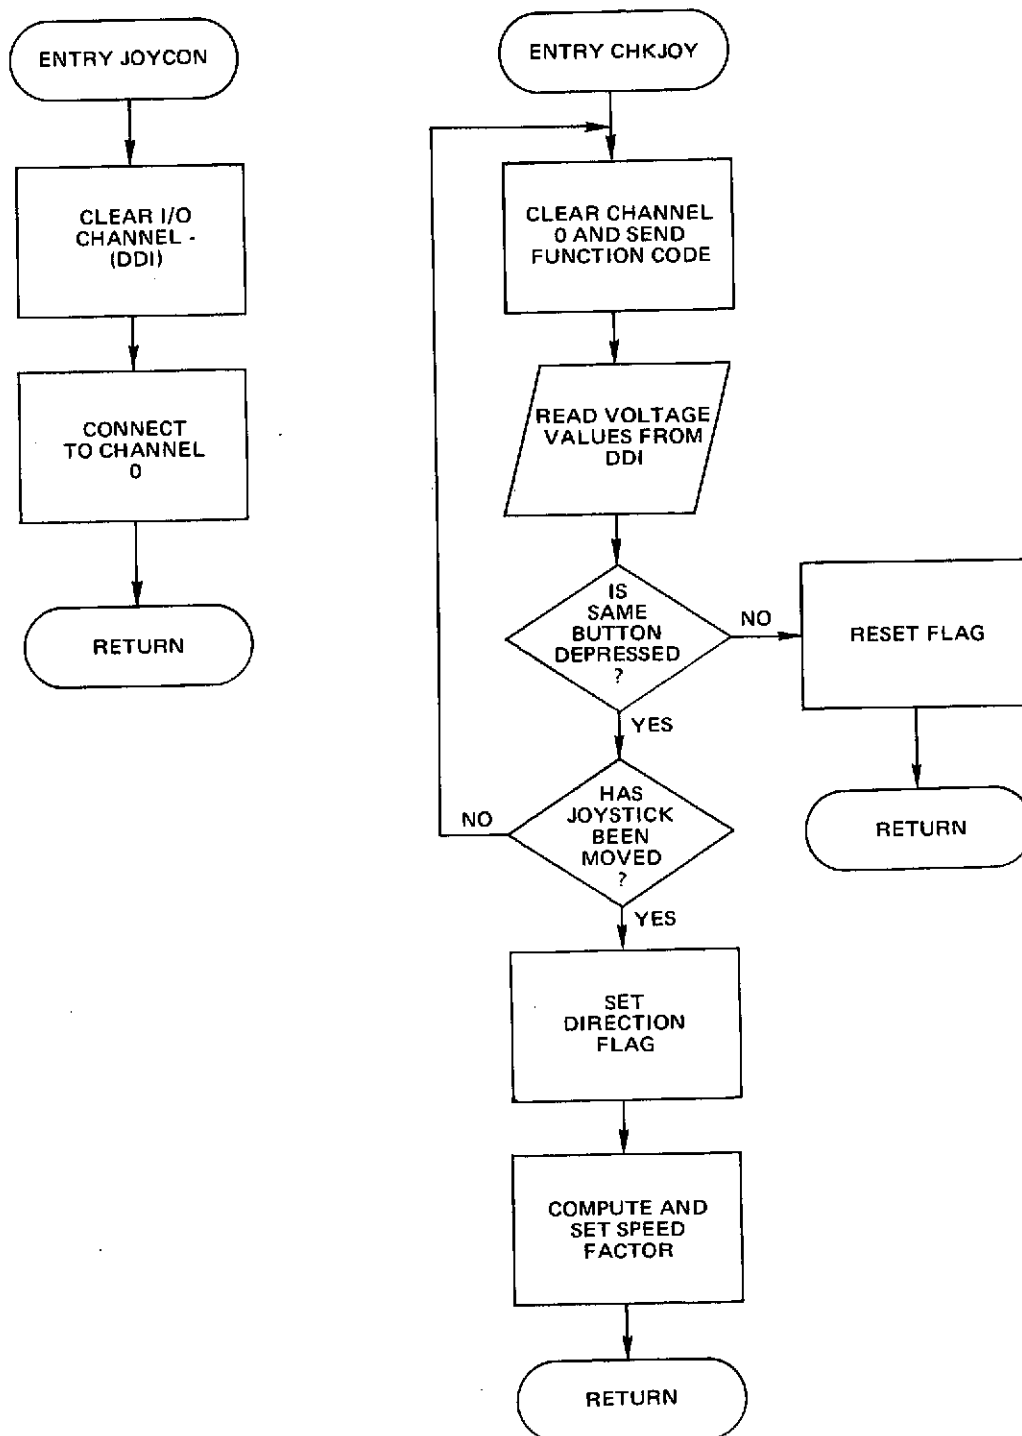 ENTRY JOYCON
CLEAR I/O
CHANNEL -
(DDI)
CONNECT
TO CHANNEL
0
RETURN
ENTRY CHKJOY
CLEAR CHANNEL
0 AND SEND
FUNCTION CODE
READ VOLTAGE
VALUES FROM
DDI
IS
SAME
BUTTON
DEPRESSED
?
NO
RESET FLAG
RETURN
YES
HAS
JOYSTICK
BEEN
MOVED
?
NO
YES
SET
DIRECTION
FLAG
COMPUTE AND
SET SPEED
FACTOR
RETURN